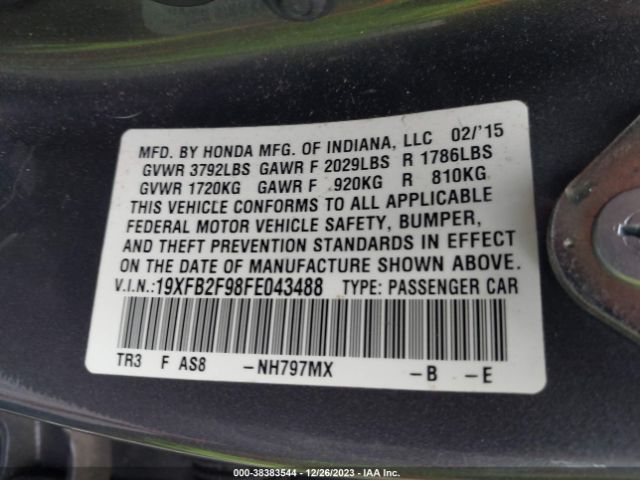 MFD. BY HONDA MFG. OF INDIANA, LLC 02/'15
GVWR 3792LBS GAWR F 2029LBS R 1786LBS
GVWR 1720KG GAWR F 920KG R 810KG
THIS VEHICLE CONFORMS TO ALL APPLICABLE
FEDERAL MOTOR VEHICLE SAFETY, BUMPER,
AND THEFT PREVENTION STANDARDS IN EFFECT
ON THE DATE OF MANUFACTURE SHOWN ABOVE.
V.I.N.:19XFB2F98FE043488 TYPE: PASSENGER CAR
TR3 F AS8 -NH797MX -B -E
000-38383544 - 12/26/2023 - IAA Inc.